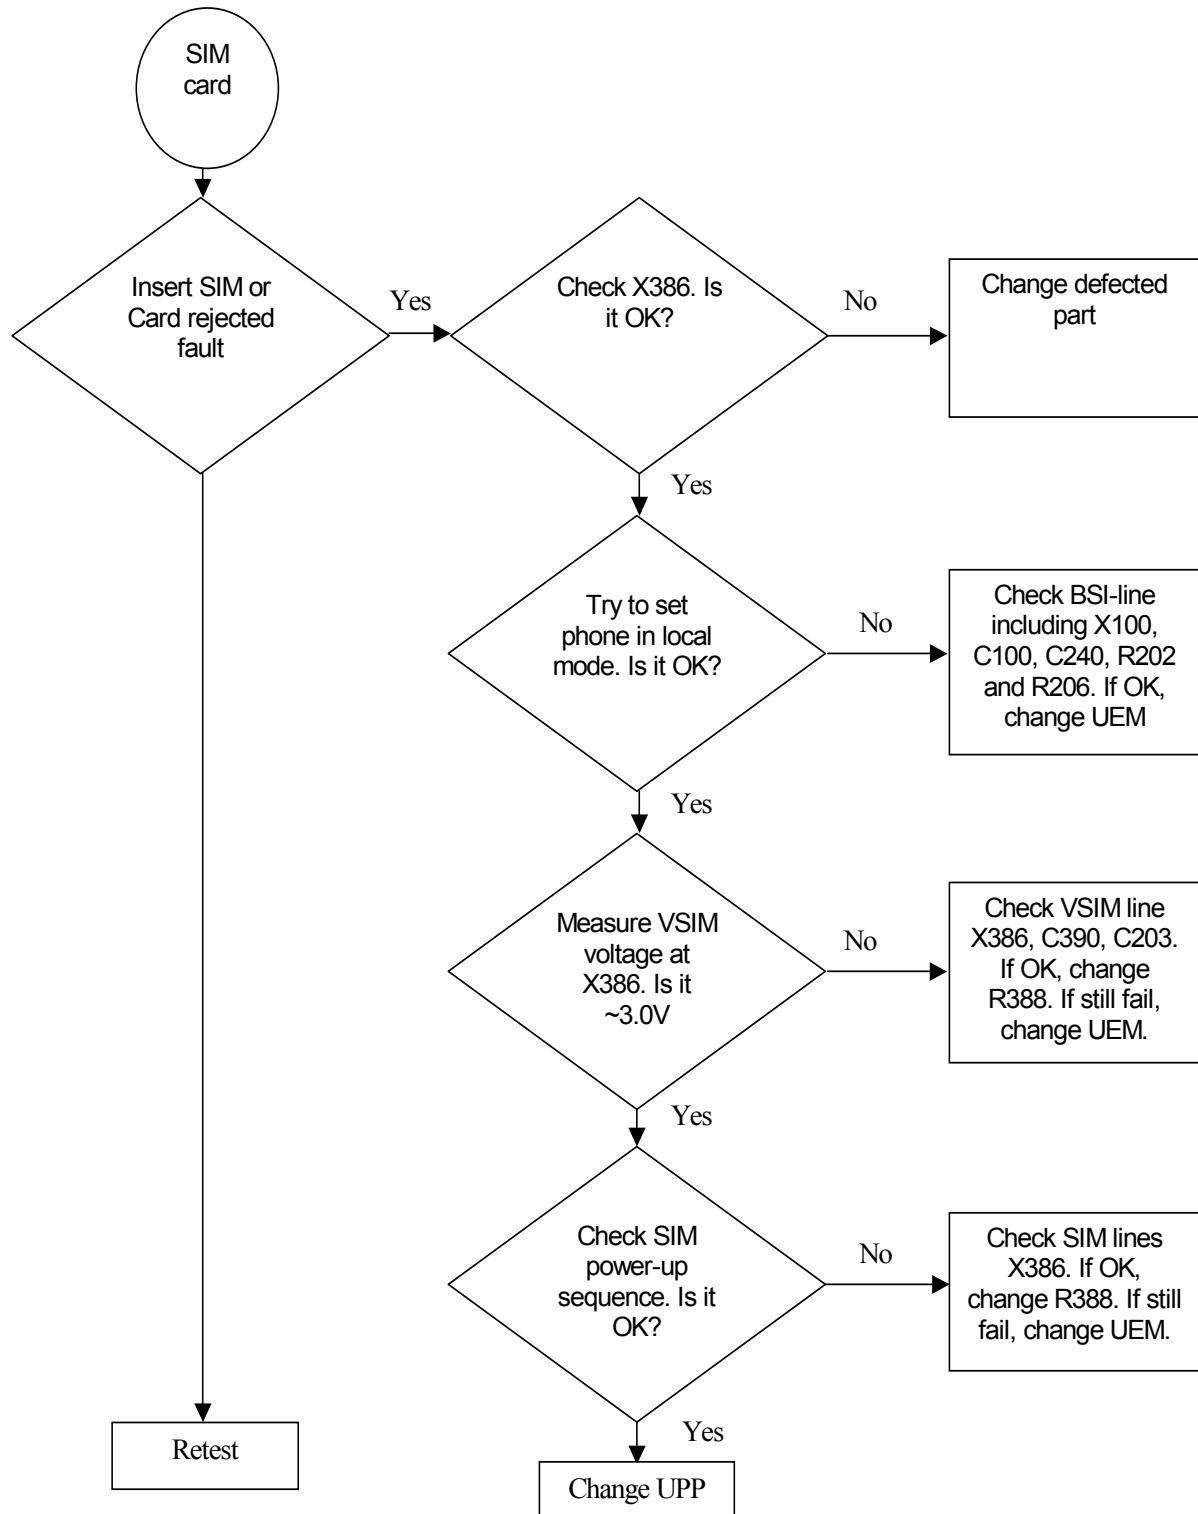 SIM
card
Insert SIM or
Card rejected
fault
Yes
Check X386. Is
it OK?
No
Change defected
part
Yes
Try to set
phone in local
mode. Is it OK?
No
Check BSI-line
including X100,
C100, C240, R202
and R206. If OK,
change UEM
Yes
Measure VSIM
voltage at
X386. Is it
~3.0V
No
Check VSIM line
X386, C390, C203.
If OK, change
R388. If still fail,
change UEM.
Yes
Check SIM
power-up
sequence. Is it
OK?
No
Check SIM lines
X386. If OK,
change R388. If still
fail, change UEM.
Yes
Retest
Change UPP